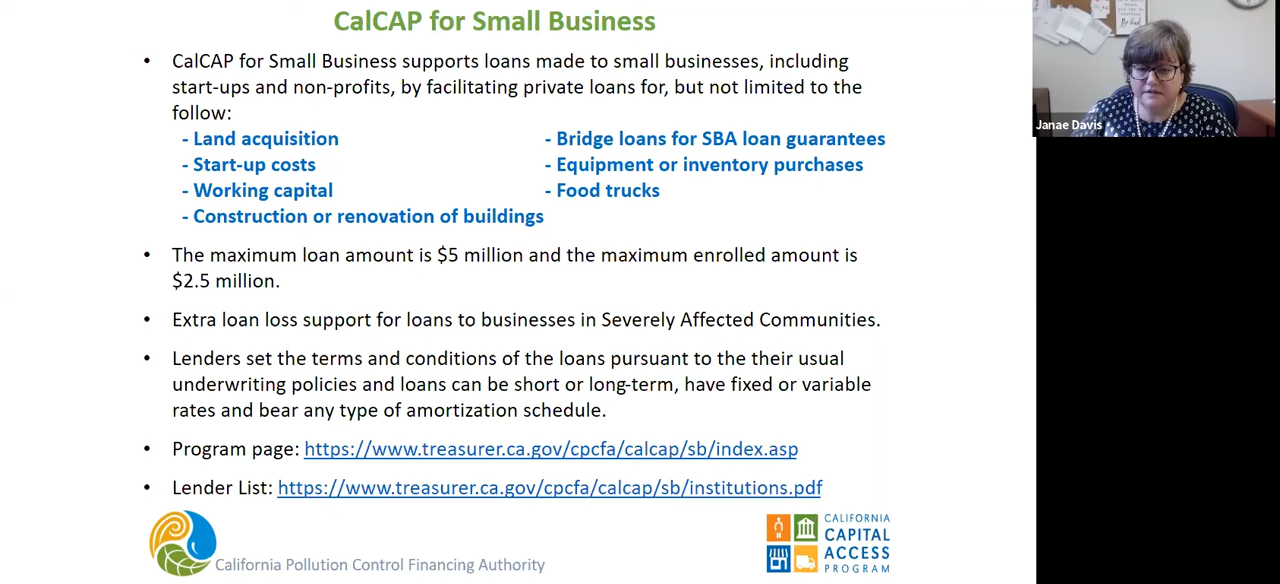 CalCAP for Small Business
• CalCAP for Small Business supports loans made to small businesses, including
start-ups and non-profits, by facilitating private loans for, but not limited to the
follow:
- Land acquisition
- Bridge loans for SBA loan guarantees
- Start-up costs
- Equipment or inventory purchases
- Working capital
- Food trucks
- Construction or renovation of buildings
• The maximum loan amount is $5 million and the maximum enrolled amount is
$2.5 million.
• Extra loan loss support for loans to businesses in Severely Affected Communities.
• Lenders set the terms and conditions of the loans pursuant to the their usual
underwriting policies and loans can be short or long-term, have fixed or variable
rates and bear any type of amortization schedule.
• Program page: https://www.treasurer.ca.gov/cpcfa/calcap/sb/index.asp
• Lender List: https://www.treasurer.ca.gov/cpcfa/calcap/sb/institutions.pdf
California Pollution Control Financing Authority
CALIFORNIA
CAPITAL
ACCESS
PROGRAM
Janae Davis